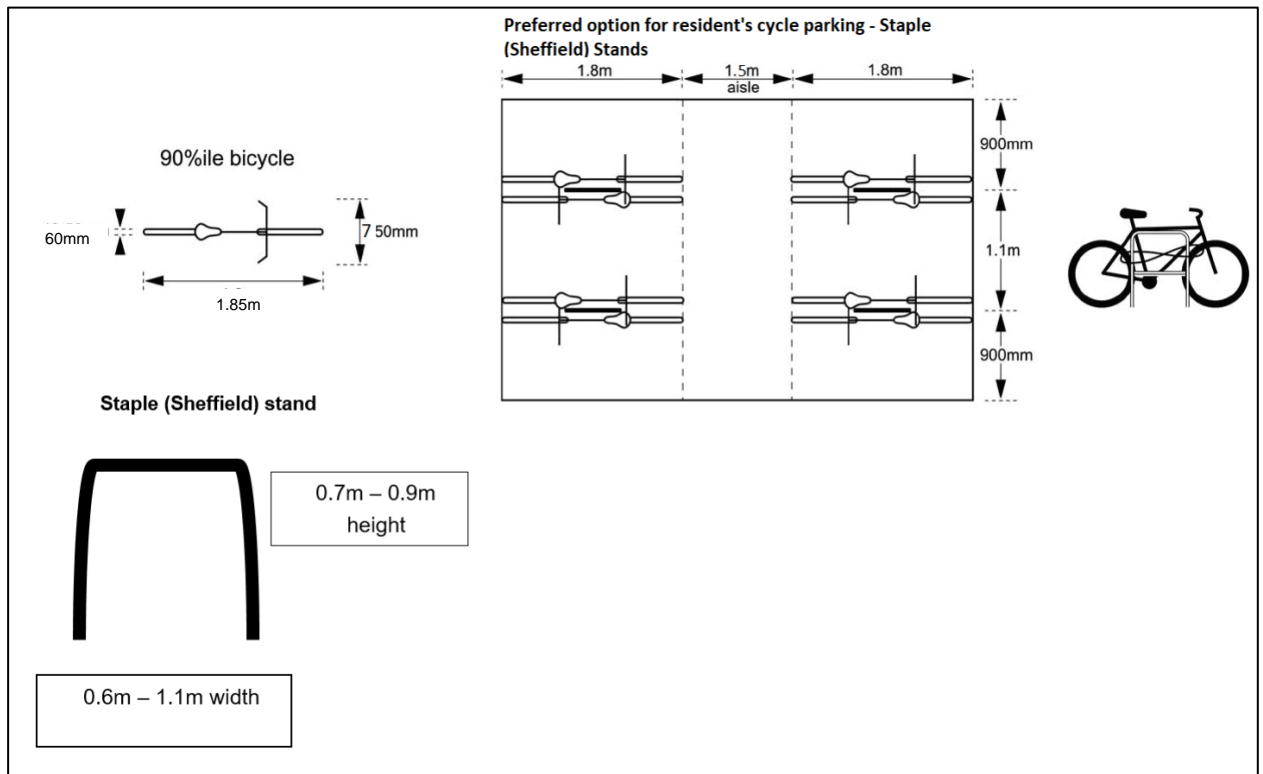 Preferred option for resident's cycle parking - Staple
(Sheffield) Stands
1.8m
1.5m
1.8m
aisle
900mm
1.1m
900mm
90%ile bicycle
60mm
7 50mm
1.85m
Staple (Sheffield) stand
0.7m – 0.9m
height
0.6m – 1.1m width